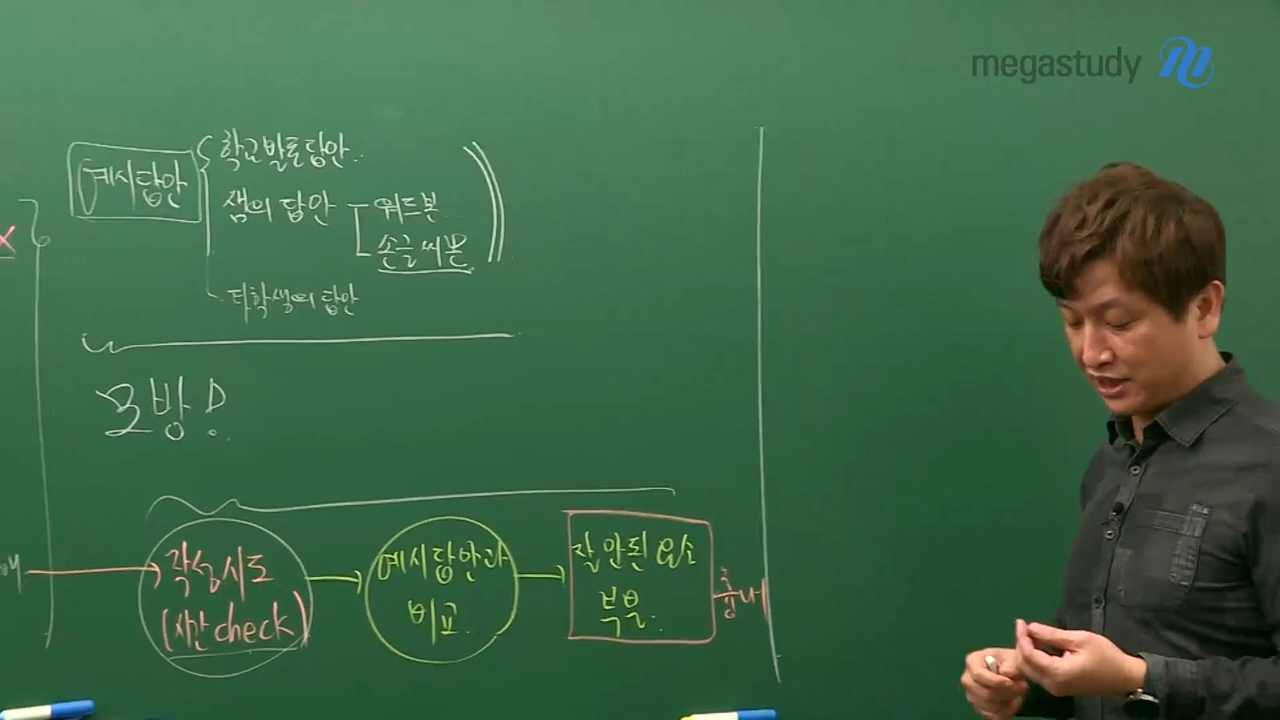 megastudy
예시답안
학교발표답안
쌤의 답안
워드본
손글씨본
타학생의 답안
모방!
작성시도
(시간 check)
예시답안과
비교
잘 안된 요소
부분